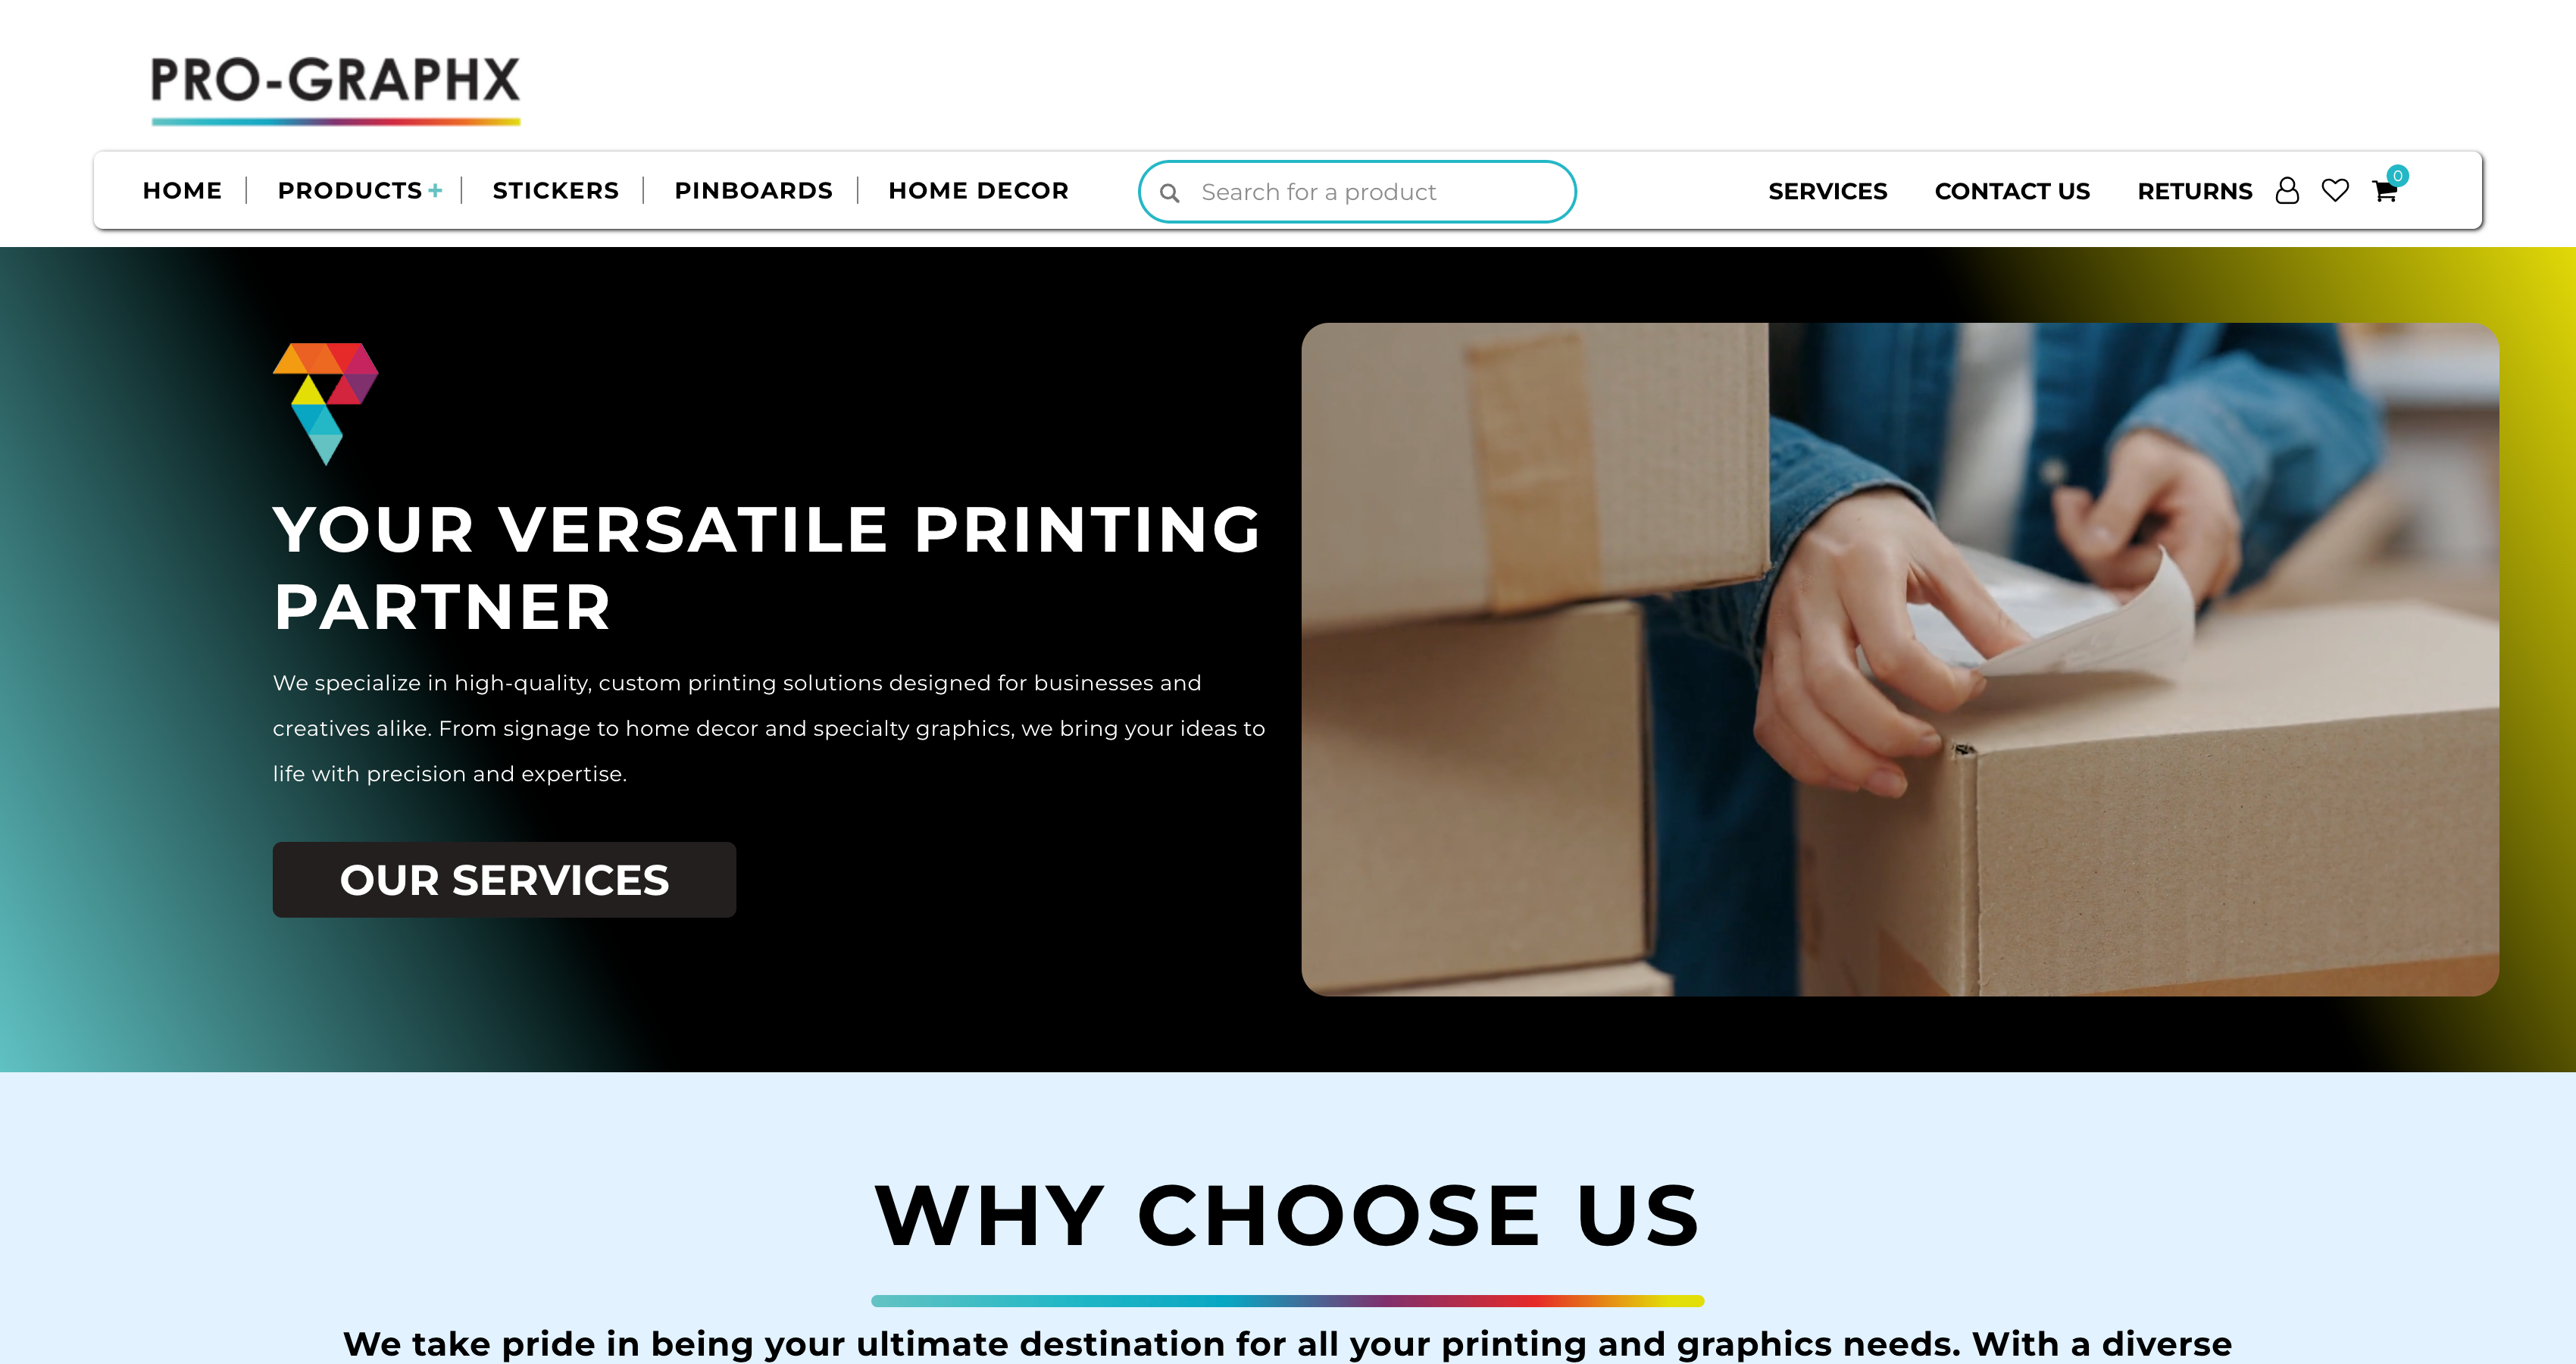 PRO-GRAPHX
HOME PRODUCTS + STICKERS PINBOARDS HOME DECOR Search for a product SERVICES CONTACT US RETURNS 0
YOUR VERSATILE PRINTING
PARTNER
We specialize in high-quality, custom printing solutions designed for businesses and
creatives alike. From signage to home decor and specialty graphics, we bring your ideas to
life with precision and expertise.
OUR SERVICES
WHY CHOOSE US
We take pride in being your ultimate destination for all your printing and graphics needs. With a diverse